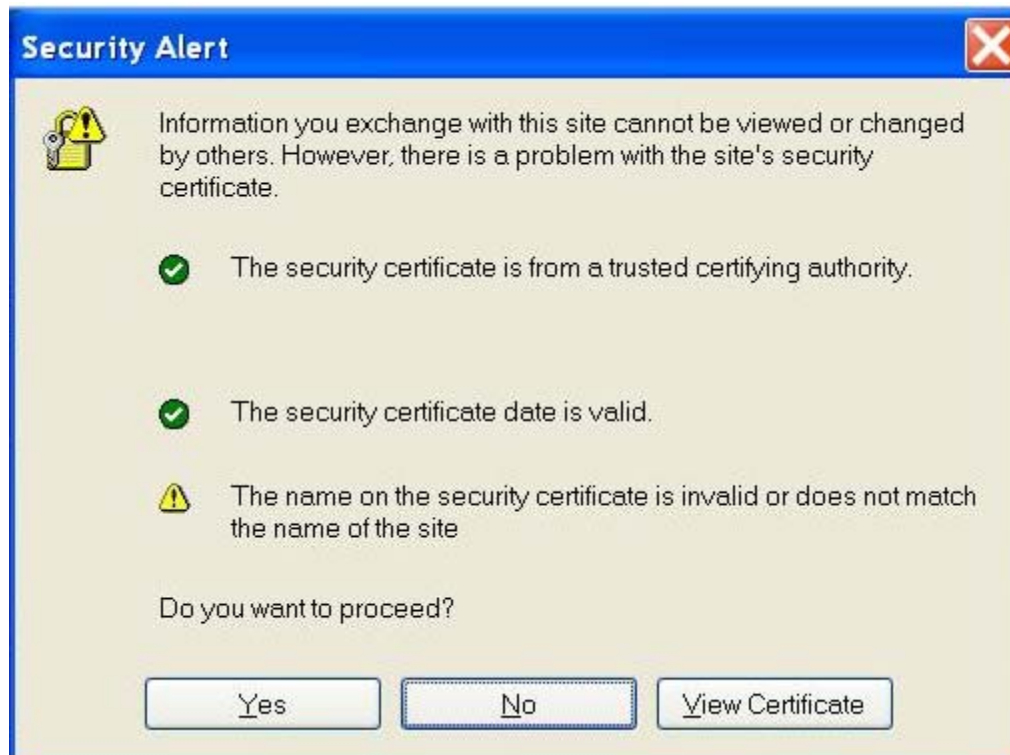 Security Alert
Information you exchange with this site cannot be viewed or changed
by others. However, there is a problem with the site's security
certificate.
The security certificate is from a trusted certifying authority.
The security certificate date is valid.
The name on the security certificate is invalid or does not match
the name of the site
Do you want to proceed?
Yes
No
View Certificate